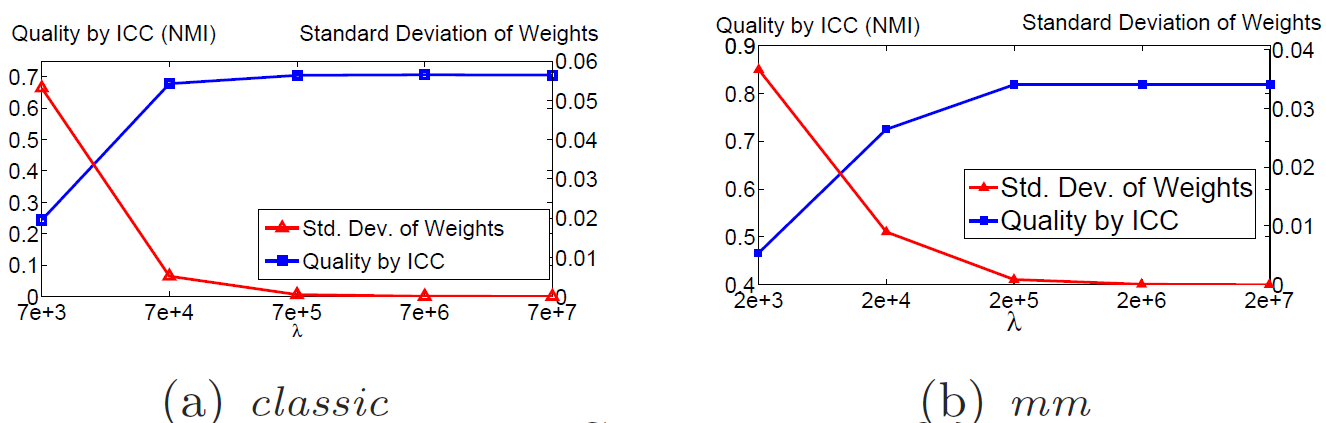 Quality by ICC (NMI) Standard Deviation of Weights
0.7
0.6
0.5
0.4
0.3
0.2
0.1
0
0.06
0.05
0.04
0.03
0.02
0.01
0
Std. Dev. of Weights
Quality by ICC
7e+3 7e+4 7e+5 7e+6 7e+7
λ
(a) classic
Quality by ICC (NMI) Standard Deviation of Weights
0.9
0.8
0.7
0.6
0.5
0.4
0.04
0.03
0.02
0.01
0
Std. Dev. of Weights
Quality by ICC
2e+3 2e+4 2e+5 2e+6 2e+7
λ
(b) mm